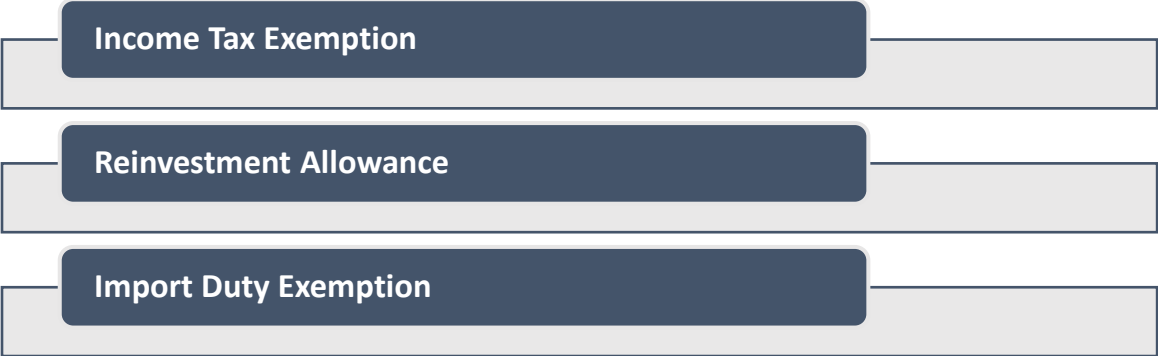 Income Tax Exemption
Reinvestment Allowance
Import Duty Exemption